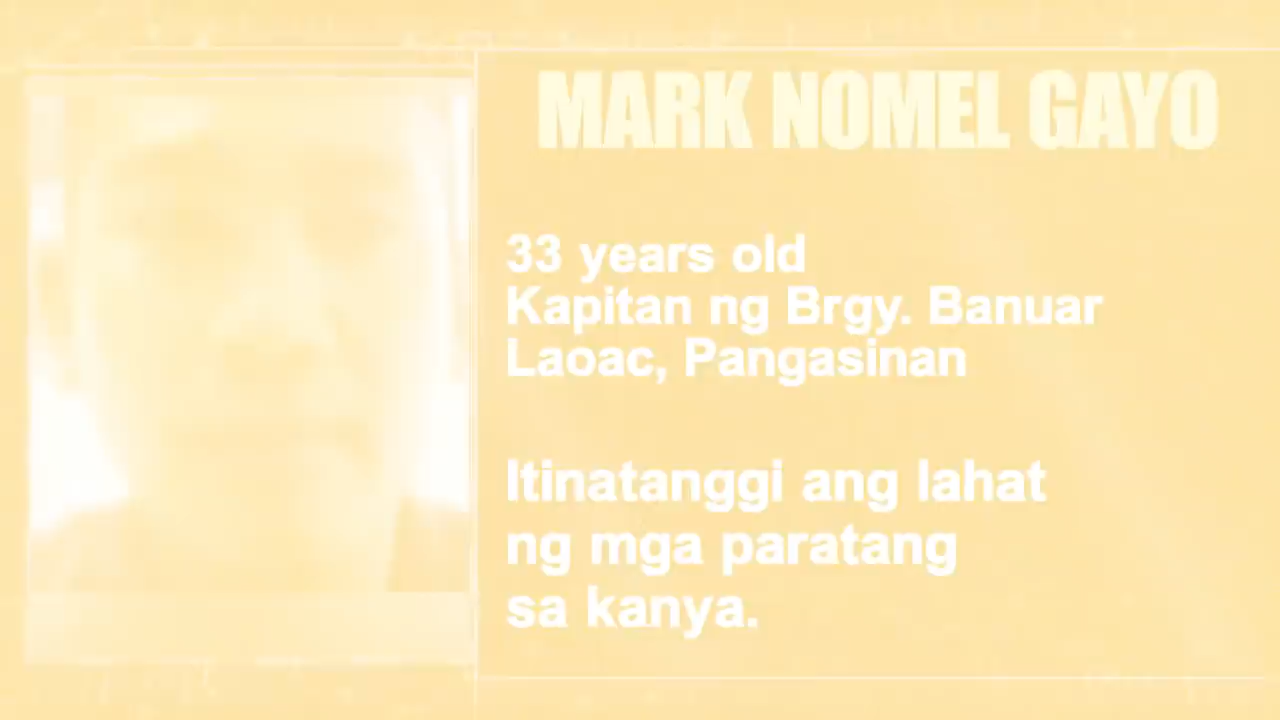 MARK NOMEL GAYO
33 years old
Kapitan ng Brgy. Banuar
Laoac, Pangasinan
Itinatanggi ang lahat
ng mga paratang
sa kanya.